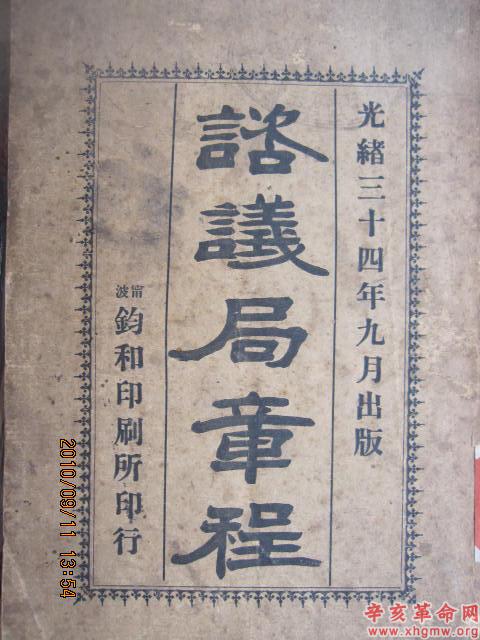 光緒三十四年九月出版
諮議局章程
甯波
鈞和印刷所印行
2010/09/11 13:54
辛亥革命网
www.xhgmw.org